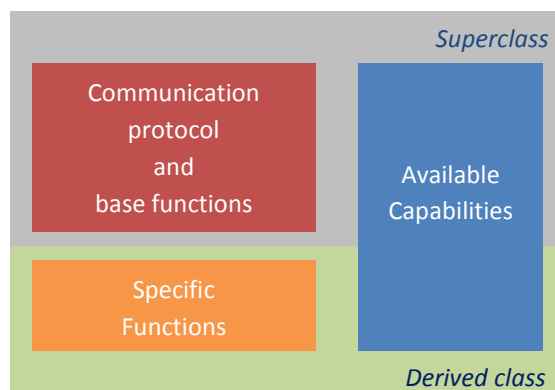 Superclass
Communication
protocol
and
base functions
Available
Capabilities
Specific
Functions
Derived class